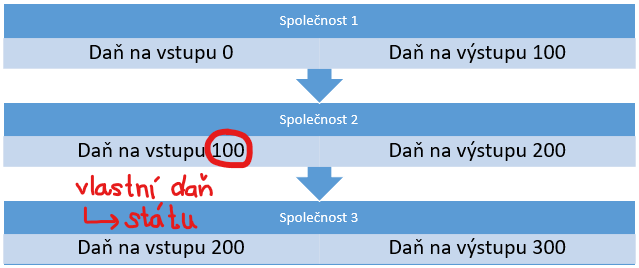 Společnost 1
Daň na vstupu 0 Daň na výstupu 100
Společnost 2
Daň na vstupu 100 Daň na výstupu 200
vlastní daň
↳ státu
Společnost 3
Daň na vstupu 200 Daň na výstupu 300